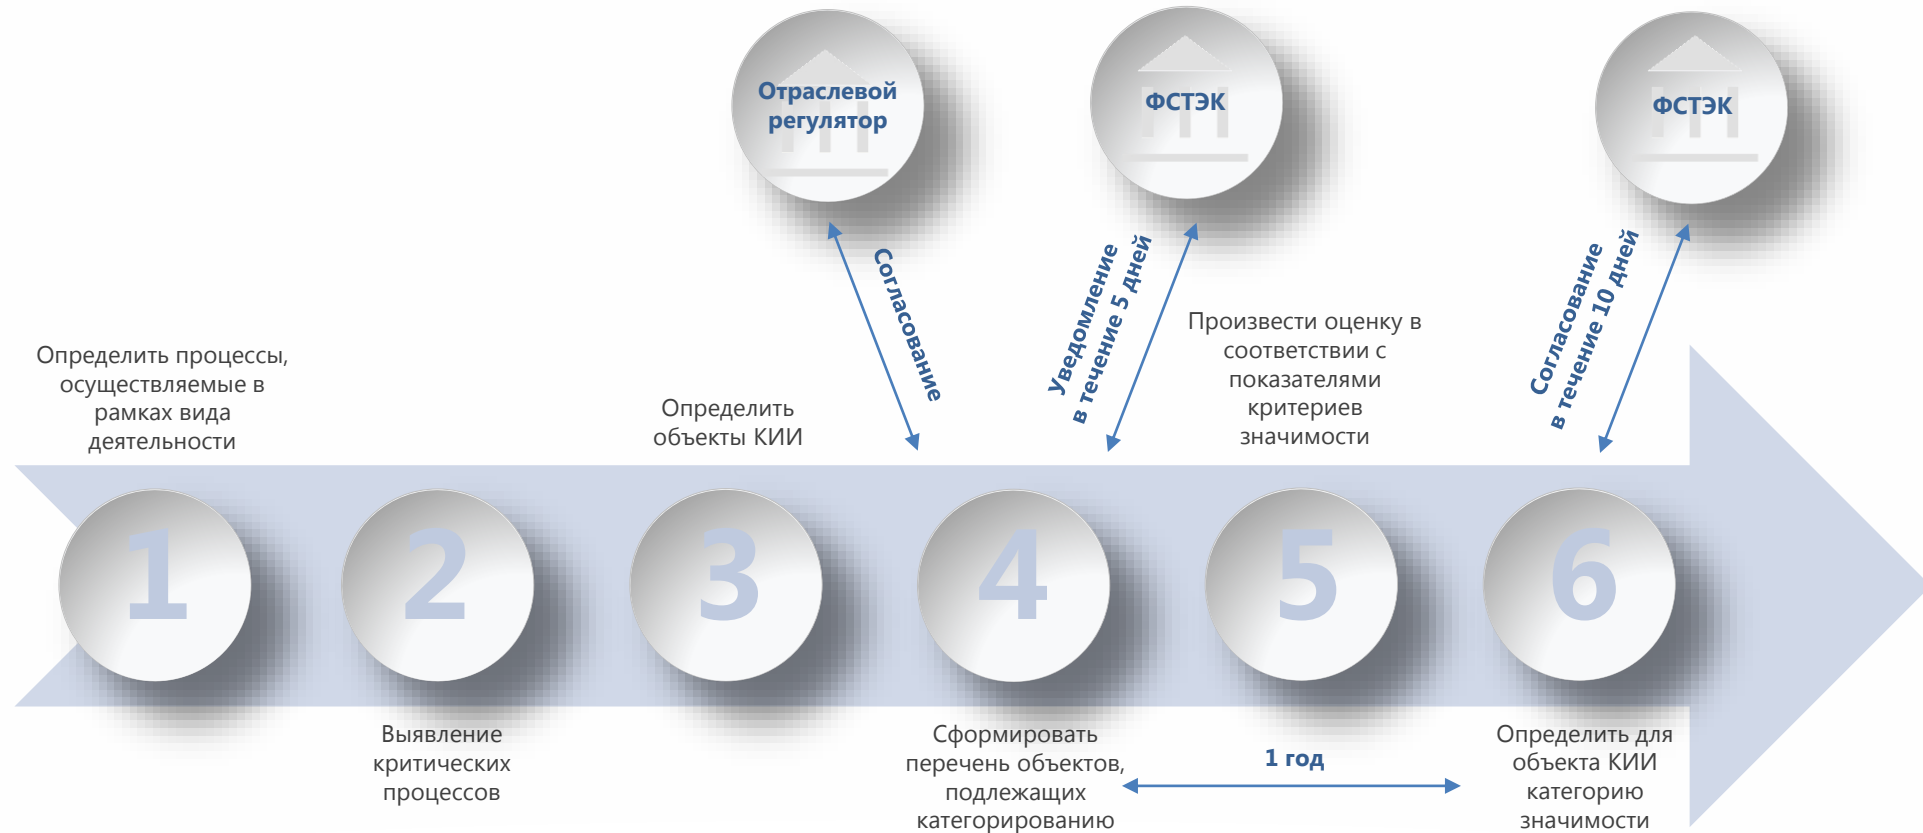 Отраслевой
регулятор
ФСТЭК
ФСТЭК
Согласование
Уведомление
в течение 5 дней
Согласование
в течение 10 дней
Определить процессы,
осуществляемые в
рамках вида
деятельности
Определить
объекты КИИ
Произвести оценку в
соответствии с
показателями
критериев
значимости
1
2
3
4
5
6
Выявление
критических
процессов
Сформировать
перечень объектов,
подлежащих
категорированию
1 год
Определить для
объекта КИИ
категорию
значимости